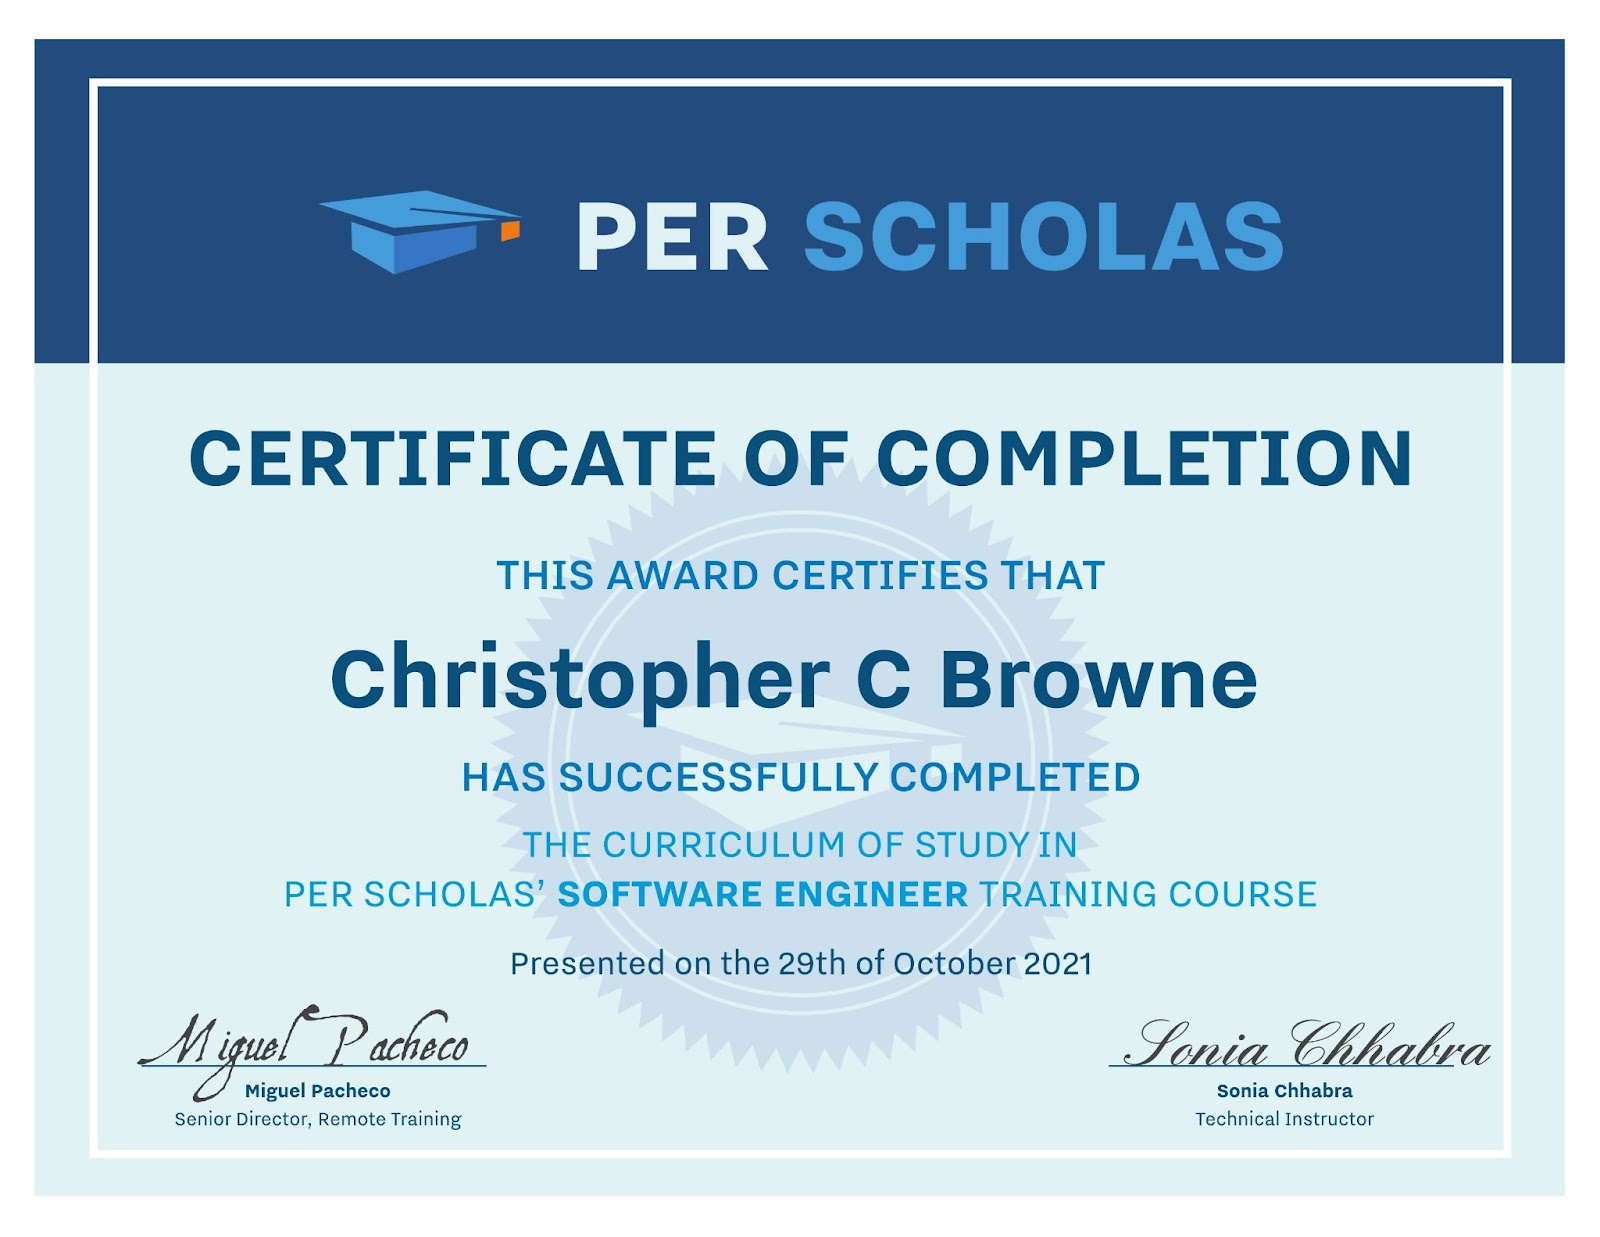 PER SCHOLAS
CERTIFICATE OF COMPLETION
THIS AWARD CERTIFIES THAT
Christopher C Browne
HAS SUCCESSFULLY COMPLETED
THE CURRICULUM OF STUDY IN
PER SCHOLAS’ SOFTWARE ENGINEER TRAINING COURSE
Presented on the 29th of October 2021
Miguel Pacheco
Miguel Pacheco
Senior Director, Remote Training
Sonia Chhabra
Sonia Chhabra
Technical Instructor